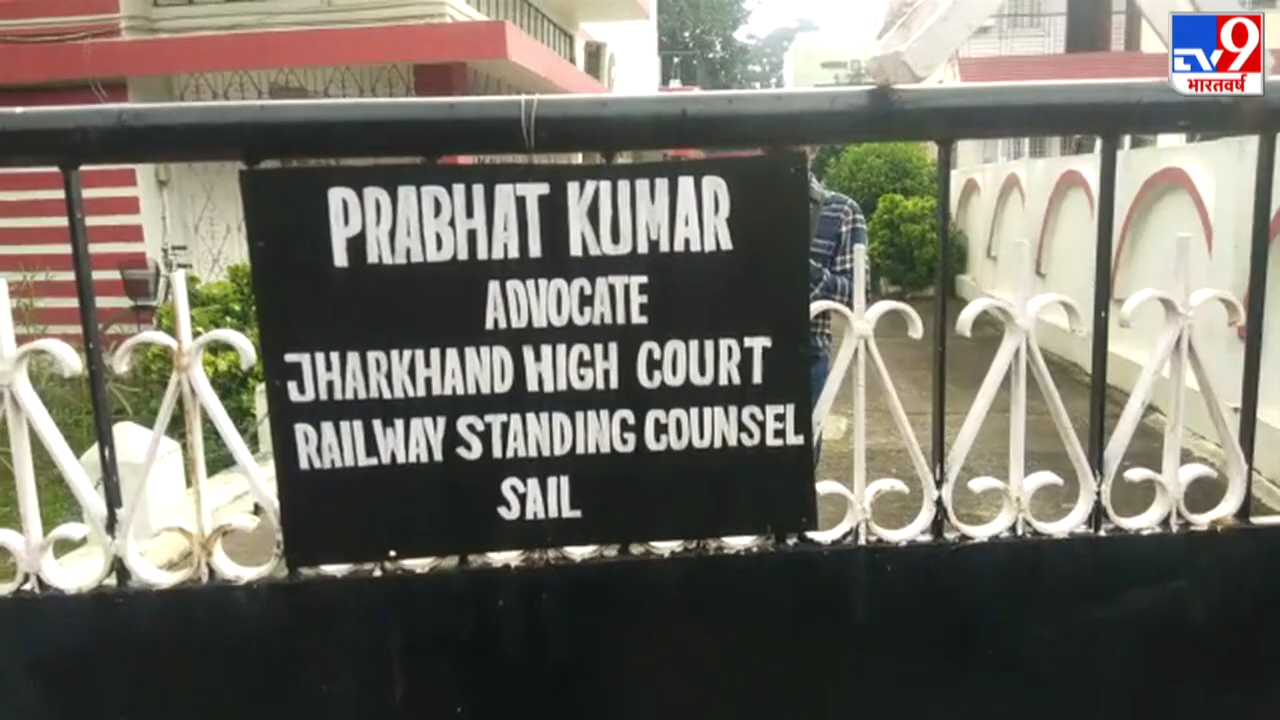 TV9
भारतवर्ष
PRABHAT KUMAR
ADVOCATE
JHARKHAND HIGH COURT
RAILWAY STANDING COUNSEL
SAIL